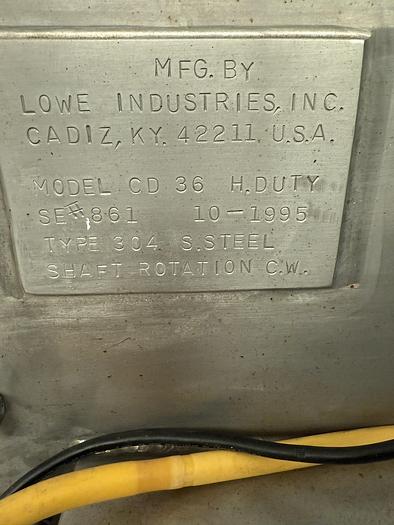 MFG. BY
LOWE INDUSTRIES, INC.
CADIZ, KY. 42211 U.S.A.
MODEL CD 36 H.DUTY
SE# 861 10-1995
TYPE 304 S.STEEL
SHAFT ROTATION C.W.